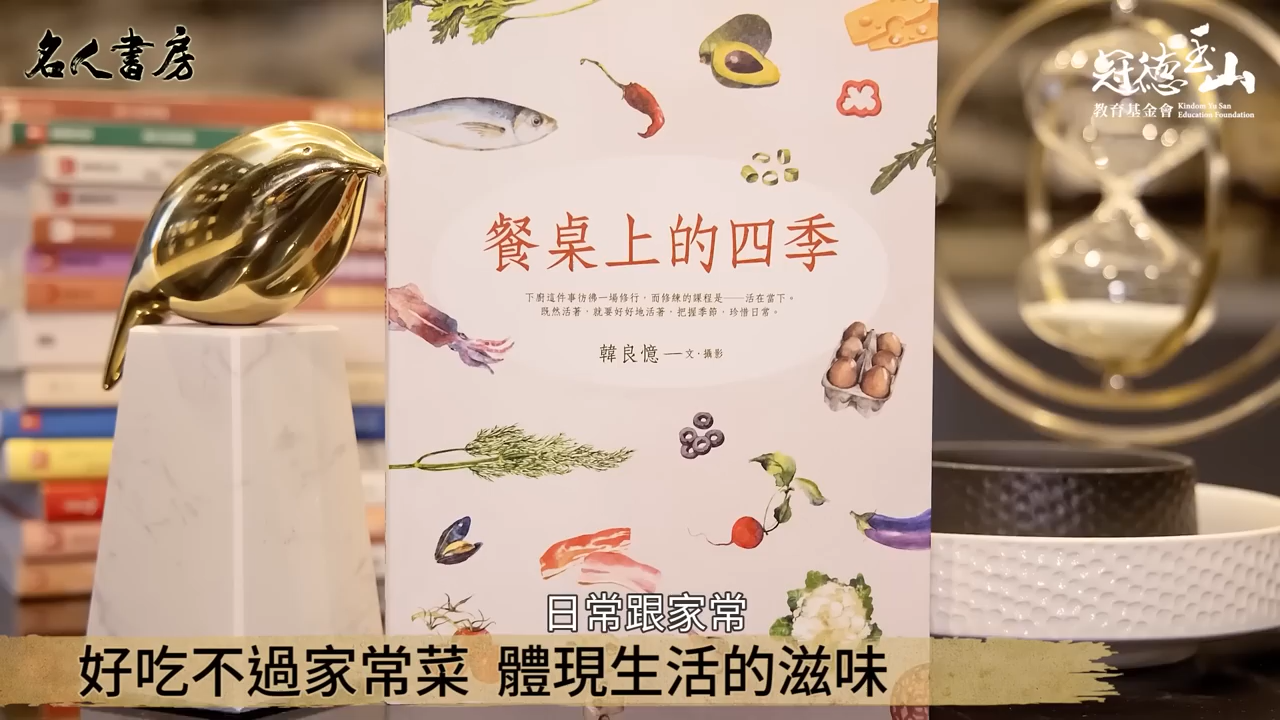 名人書房
冠德玉山
教育基金會 Kindom Yu San Education Foundation
餐桌上的四季
下廚這件事彷彿一場修行，而修練的課程是──活在當下。
既然活著，就要好好地活著，把握季節，珍惜日常。
韓良憶—文·攝影
日常跟家常
好吃不過家常菜 體現生活的滋味